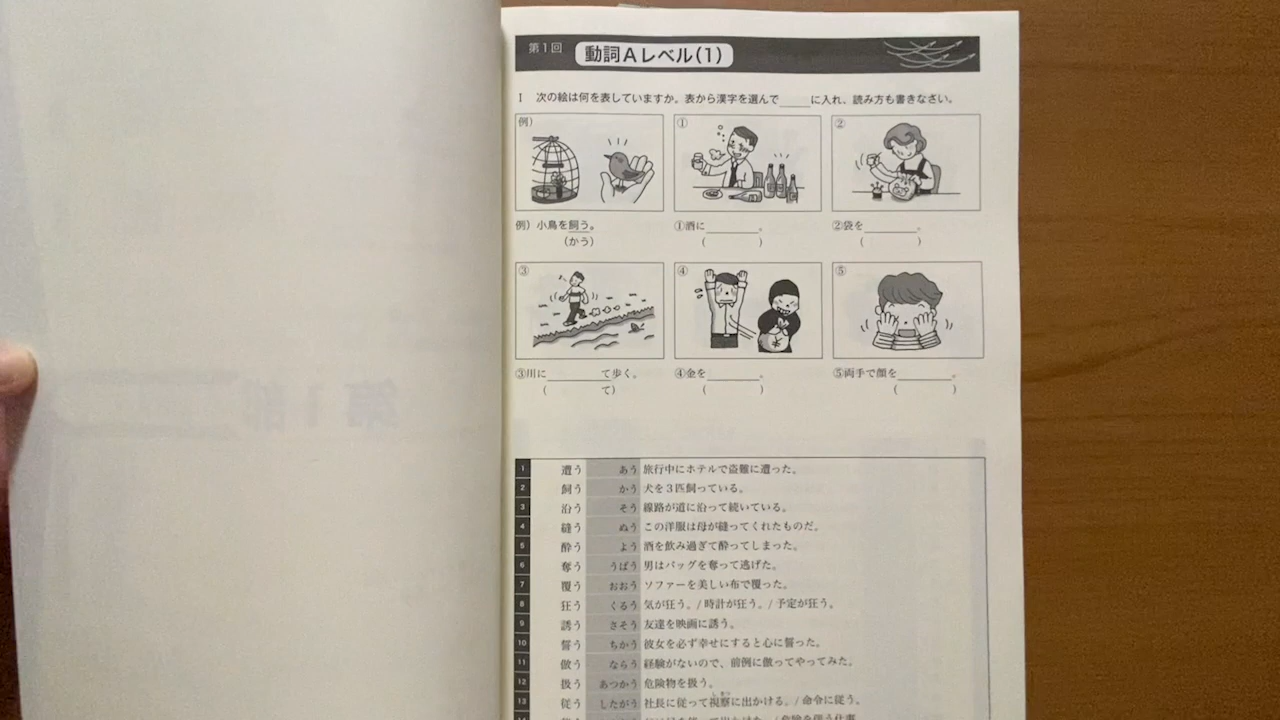 第1回 動詞Aレベル(1)
I 次の絵は何を表していますか。表から漢字を選んで＿＿＿に入れ、読み方も書きなさい。
例) ① ②
例）小鳥を飼う。 ①酒に＿＿＿＿＿＿。 ②袋を＿＿＿＿＿＿。
（かう） （ ） （ ）
③ ④ ⑤
③川に＿＿＿＿＿＿て歩く。 ④金を＿＿＿＿＿＿。 ⑤両手で顔を＿＿＿＿＿＿。
（ て） （ ） （ ）
1 遭う あう 旅行中にホテルで盗難に遭った。
2 飼う かう 犬を3匹飼っている。
3 沿う そう 線路が道に沿って続いている。
4 縫う ぬう この洋服は母が縫ってくれたものだ。
5 酔う よう 酒を飲み過ぎて酔ってしまった。
6 奪う うばう 男はバッグを奪って逃げた。
7 覆う おおう ソファーを美しい布で覆った。
8 狂う くるう 気が狂う。/ 時計が狂う。/ 予定が狂う。
9 誘う さそう 友達を映画に誘う。
10 誓う ちかう 彼女を必ず幸せにすると心に誓った。
11 倣う ならう 経験がないので、前例に倣ってやってみた。
12 扱う あつかう 危険物を扱う。
13 従う したがう 社長に従って視察に出かける。/ 命令に従う。